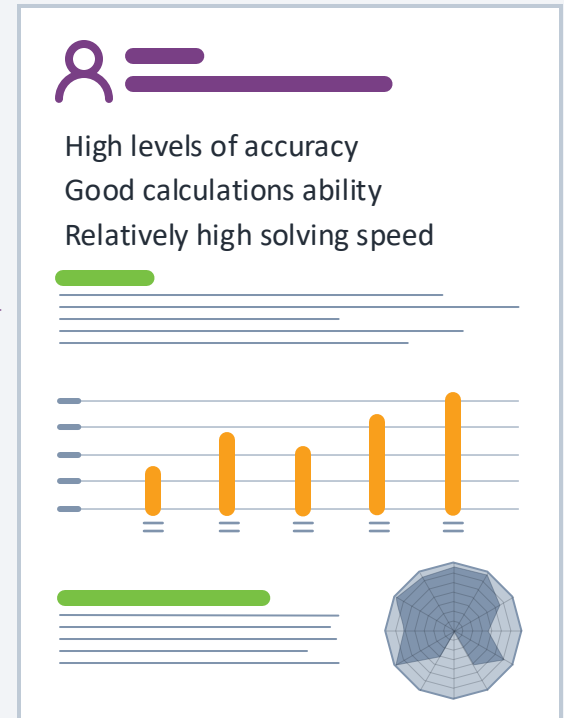 High levels of accuracy
Good calculations ability
Relatively high solving speed